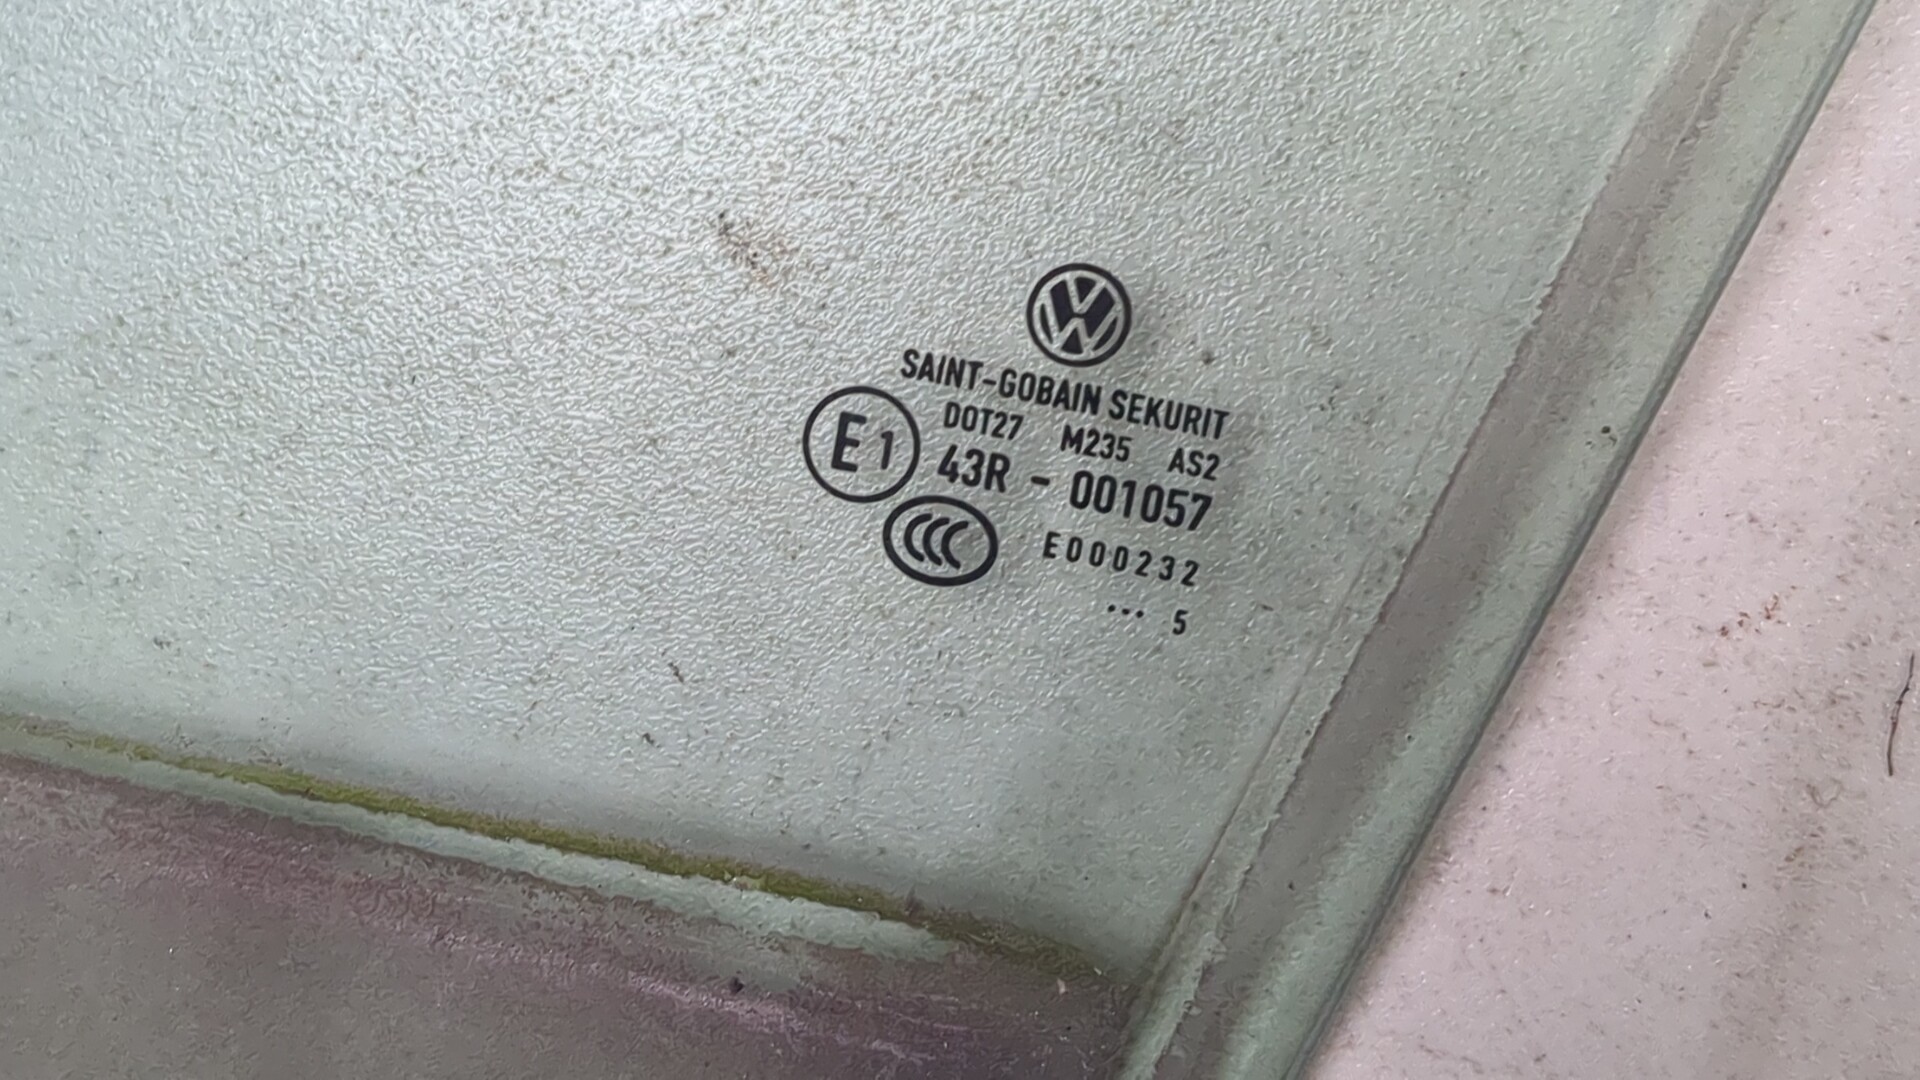 SAINT-GOBAIN SEKURIT
DOT27 M235 AS2
E1 43R - 001057
CCC E000232
... 5